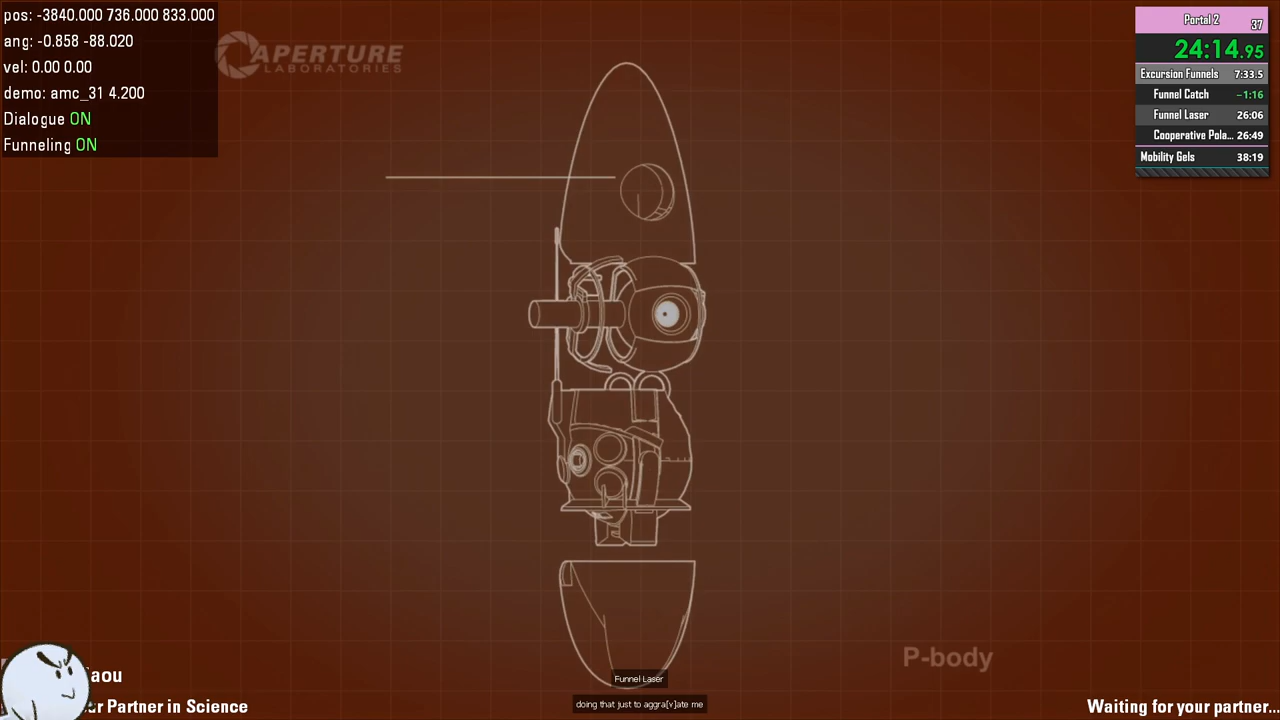 pos: -3840.000 736.000 833.000
ang: -0.858 -88.020
vel: 0.00 0.00
demo: amc_31 4.200
Dialogue ON
Funneling ON
APERTURE
LABORATORIES
Portal 2
37
24:14.95
Excursion Funnels 7:33.5
Funnel Catch −1:16
Funnel Laser 26:06
Cooperative Pola... 26:49
Mobility Gels 38:19
P-body
Funnel Laser
doing that just to aggra[v]ate me
aou
ur Partner in Science
Waiting for your partner...